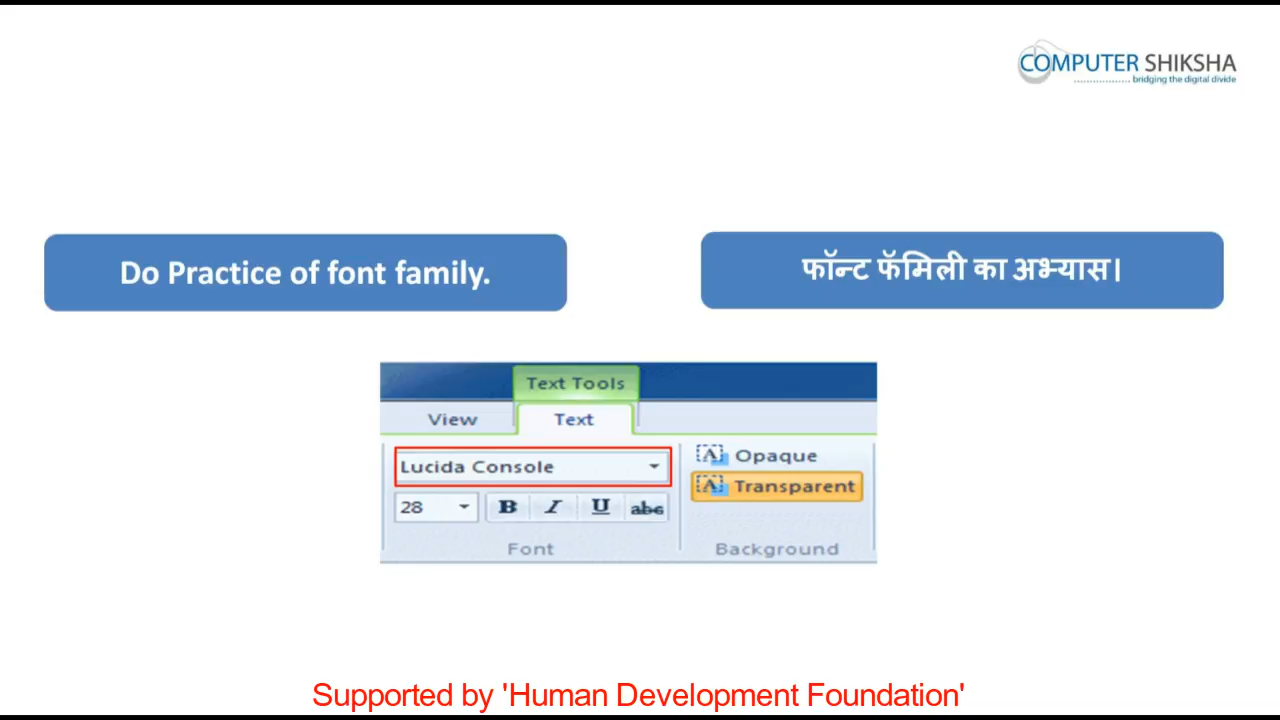 COMPUTER SHIKSHA
bridging the digital divide
Do Practice of font family.
फॉन्ट फॅमिली का अभ्यास।
Text Tools
View Text
Lucida Console
Opaque
Transparent
28 B I U abc
Font Background
Supported by 'Human Development Foundation'